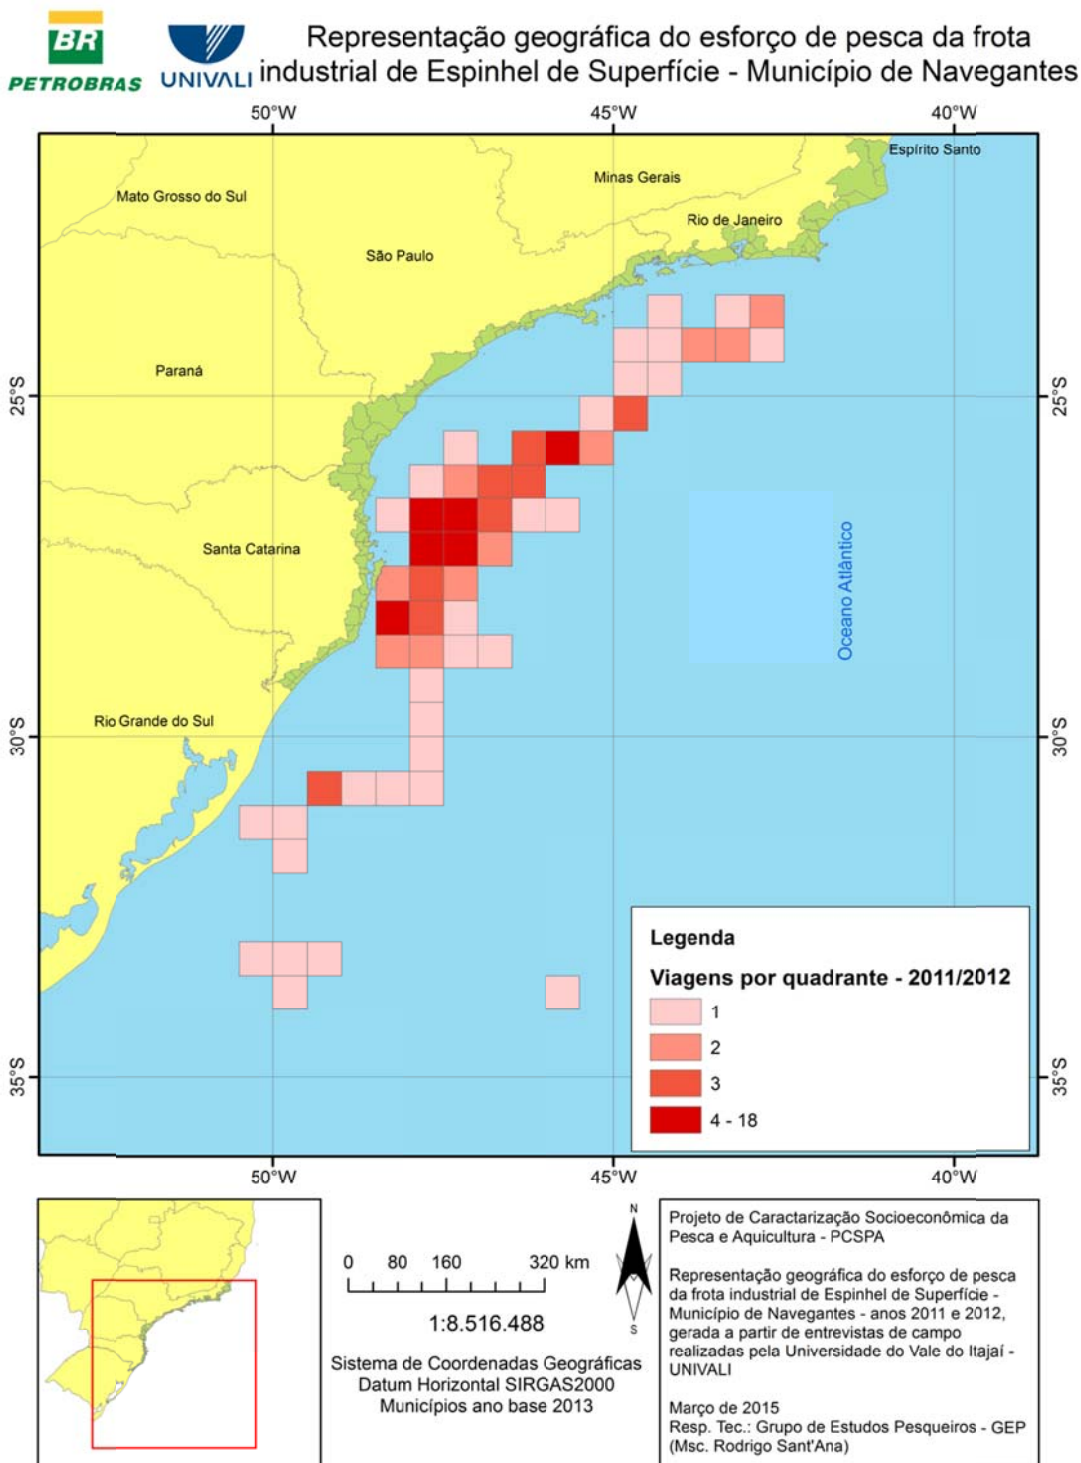 BR
PETROBRAS
UNIVALI
Representação geográfica do esforço de pesca da frota
industrial de Espinhel de Superfície - Município de Navegantes
50°W
45°W
40°W
Espírito Santo
Minas Gerais
Mato Grosso do Sul
Rio de Janeiro
São Paulo
Paraná
25°S
25°S
Santa Catarina
Oceano Atlântico
Rio Grande do Sul
30°S
30°S
Legenda
Viagens por quadrante - 2011/2012
1
2
3
4 - 18
35°S
35°S
50°W
45°W
40°W
N
S
0 80 160 320 km
1:8.516.488
Sistema de Coordenadas Geográficas
Datum Horizontal SIRGAS2000
Municípios ano base 2013
Projeto de Caractarização Socioeconômica da
Pesca e Aquicultura - PCSPA
Representação geográfica do esforço de pesca
da frota industrial de Espinhel de Superfície -
Município de Navegantes - anos 2011 e 2012,
gerada a partir de entrevistas de campo
realizadas pela Universidade do Vale do Itajaí -
UNIVALI
Março de 2015
Resp. Tec.: Grupo de Estudos Pesqueiros - GEP
(Msc. Rodrigo Sant'Ana)